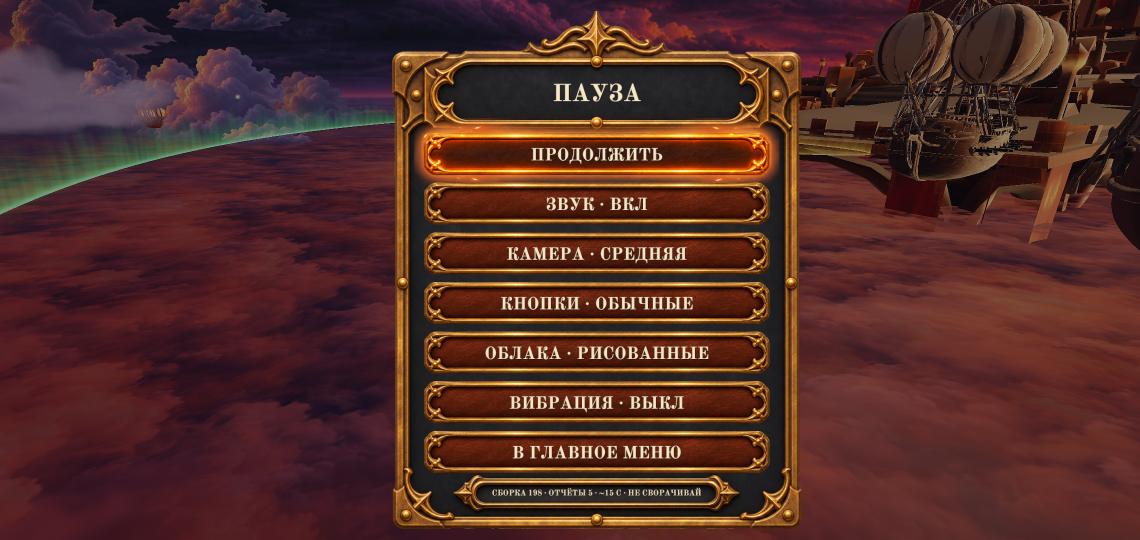 ПАУЗА
ПРОДОЛЖИТЬ
ЗВУК · ВКЛ
КАМЕРА · СРЕДНЯЯ
КНОПКИ · ОБЫЧНЫЕ
ОБЛАКА · РИСОВАННЫЕ
ВИБРАЦИЯ · ВЫКЛ
В ГЛАВНОЕ МЕНЮ
СБОРКА 198 · ОТЧЁТЫ 5 · ~15 С · НЕ СВОРАЧИВАЙ